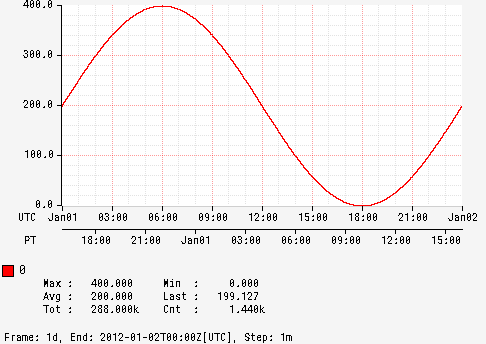 400.0
300.0
200.0
100.0
0.0
UTC Jan01 03:00 06:00 09:00 12:00 15:00 18:00 21:00 Jan02
PT 18:00 21:00 Jan01 03:00 06:00 09:00 12:00 15:00
0
Max : 400.000 Min : 0.000
Avg : 200.000 Last : 199.127
Tot : 288.000k Cnt : 1.440k
Frame: 1d, End: 2012-01-02T00:00Z[UTC], Step: 1m